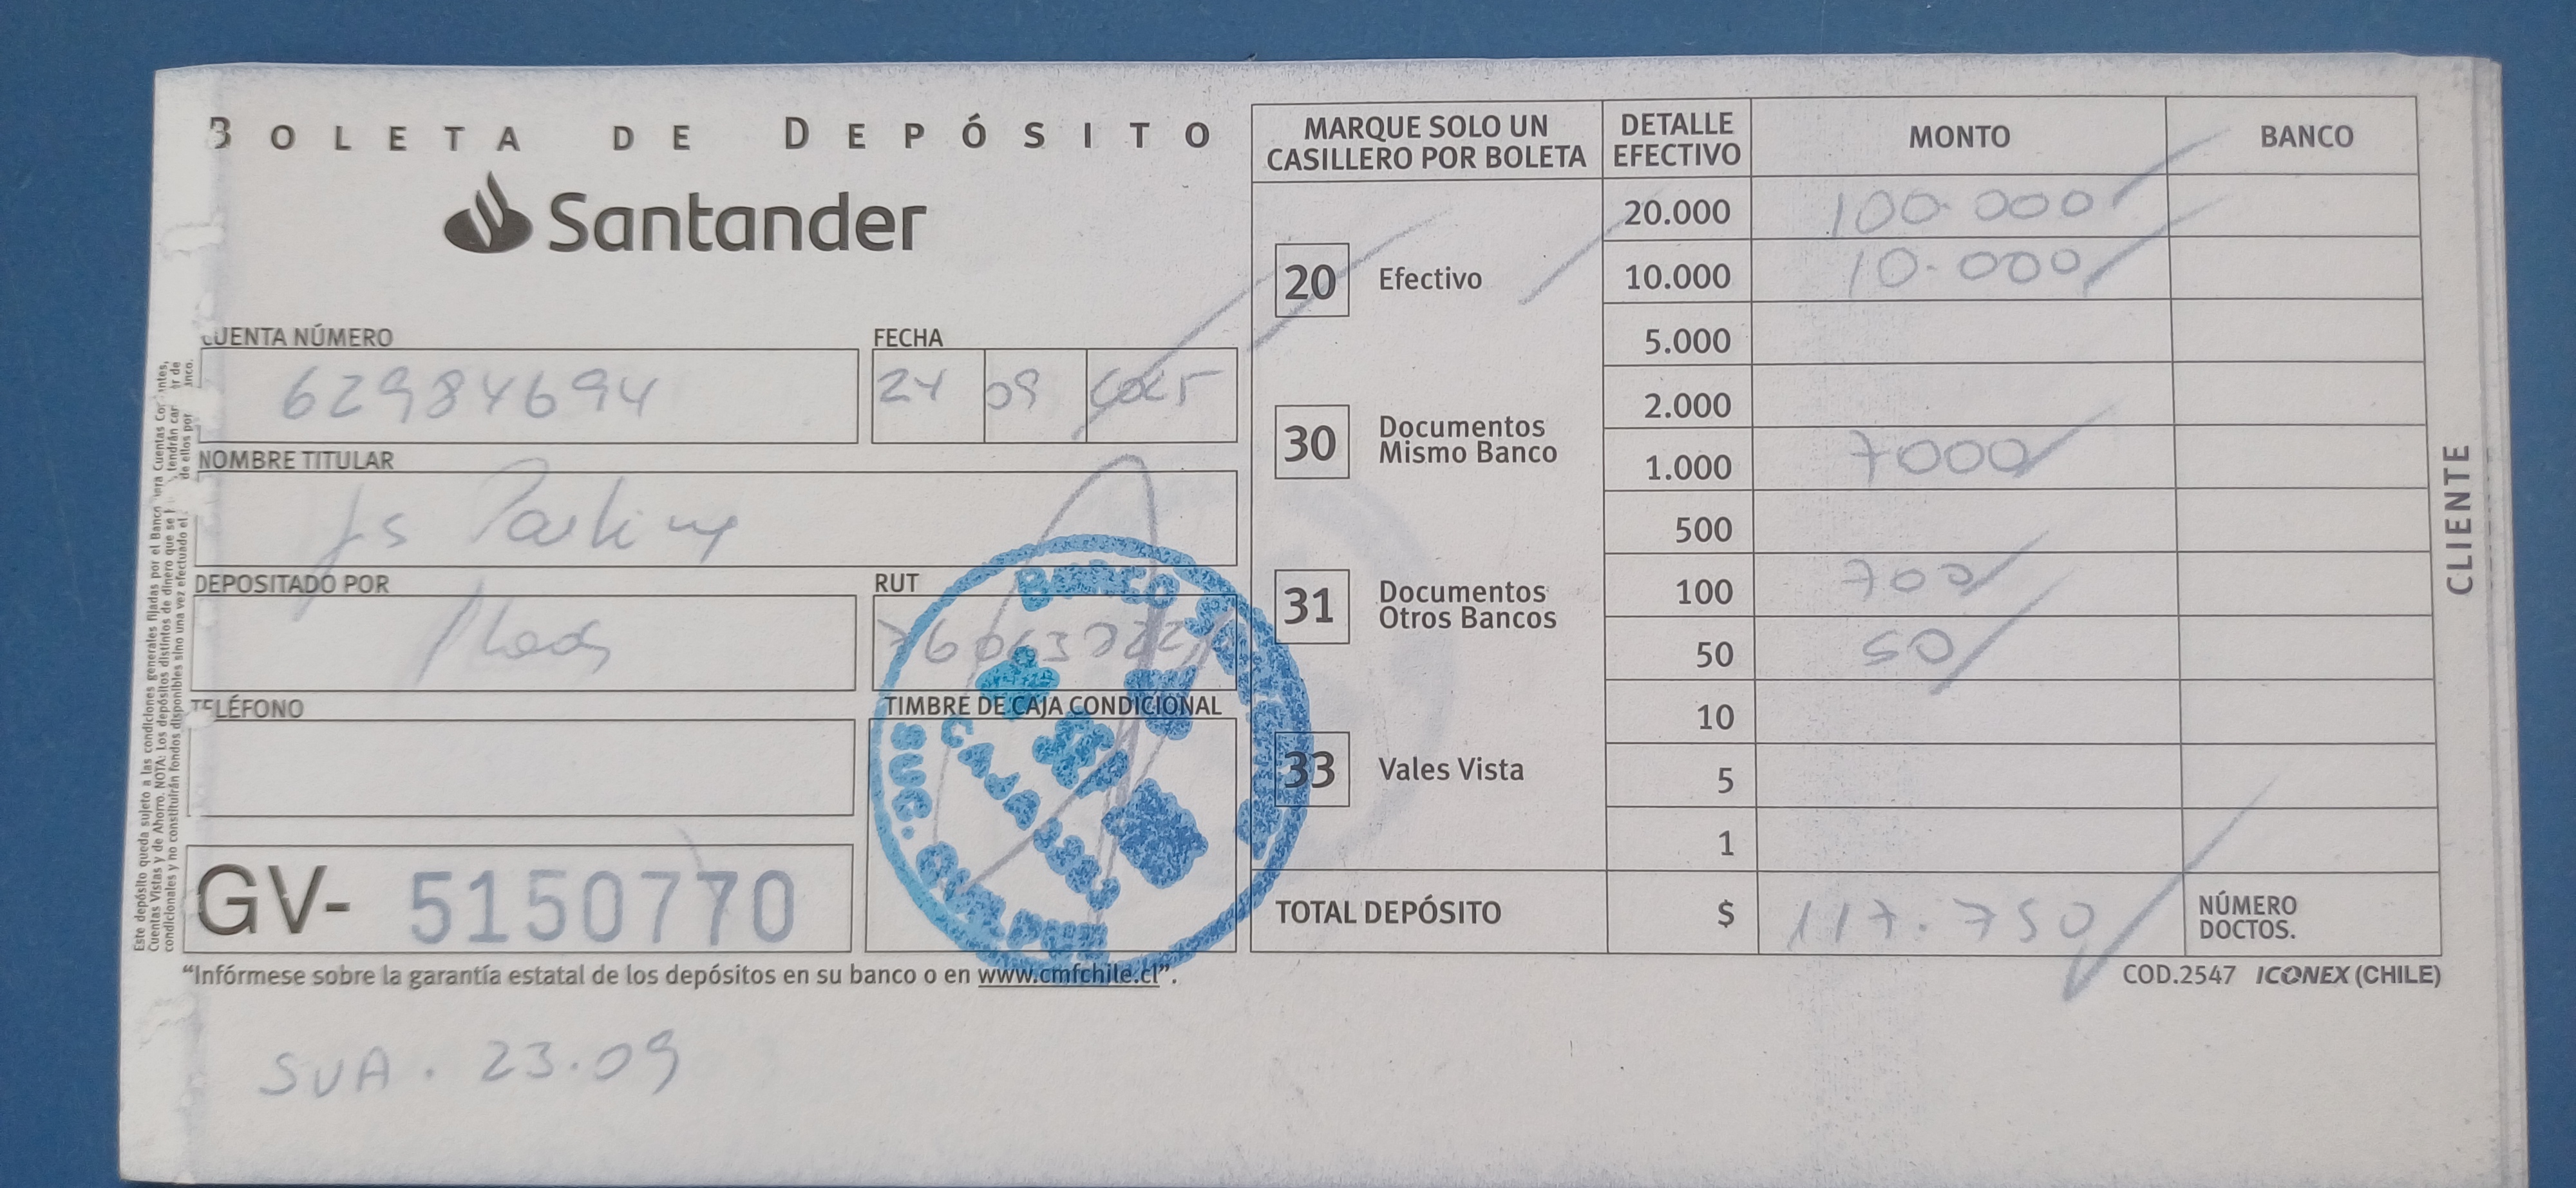 BOLETA DE DEPÓSITO
Santander
CUENTA NÚMERO
62984694
FECHA
24 09
NOMBRE TITULAR
Js Parking
DEPOSITADO POR
RUT
TELÉFONO
TIMBRE DE CAJA CONDICIONAL
BANCO
CAJA
SUC.
GV- 5150770
"Infórmese sobre la garantía estatal de los depósitos en su banco o en www.cmfchile.cl".
SVA. 23.09
MARQUE SOLO UN
CASILLERO POR BOLETA
DETALLE
EFECTIVO
MONTO
BANCO
20 Efectivo
30 Documentos
Mismo Banco
31 Documentos
Otros Bancos
33 Vales Vista
20.000 100.000
10.000 10.000
5.000
2.000
1.000 7000
500
100 700
50 50
10
5
1
TOTAL DEPÓSITO $ 117.750
NÚMERO
DOCTOS.
COD.2547 ICONEX (CHILE)
CLIENTE